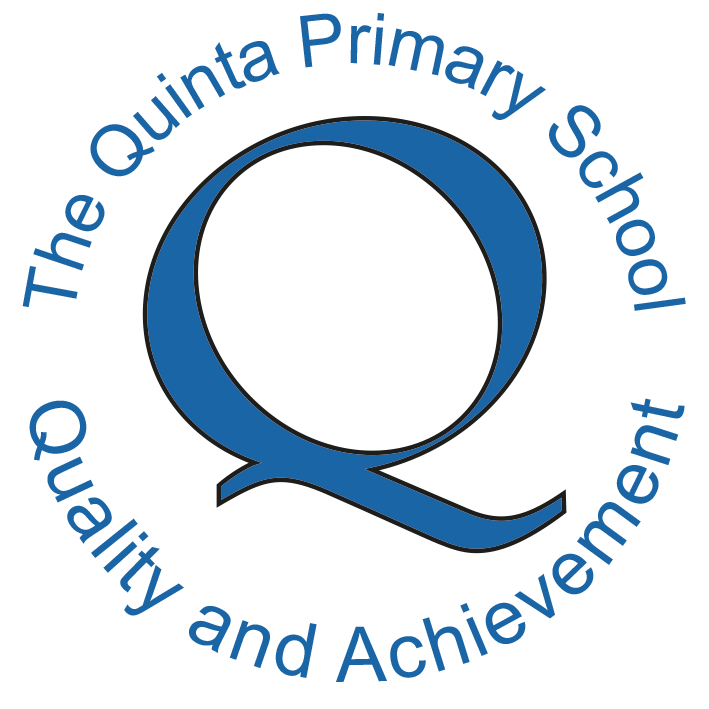 The Quinta Primary School
Q
Quality and Achievement